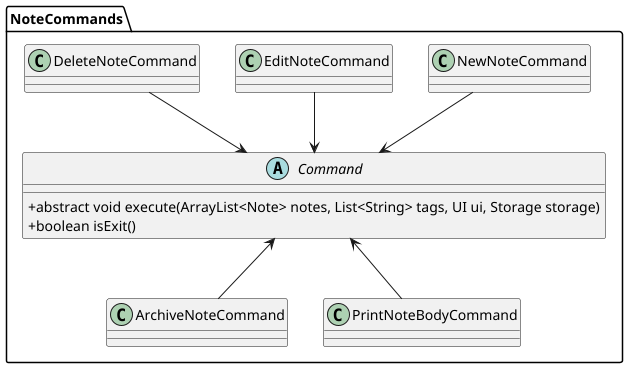 NoteCommands
C DeleteNoteCommand
C EditNoteCommand
C NewNoteCommand
A Command
+abstract void execute(ArrayList<Note> notes, List<String> tags, UI ui, Storage storage)
+boolean isExit()
C ArchiveNoteCommand
C PrintNoteBodyCommand